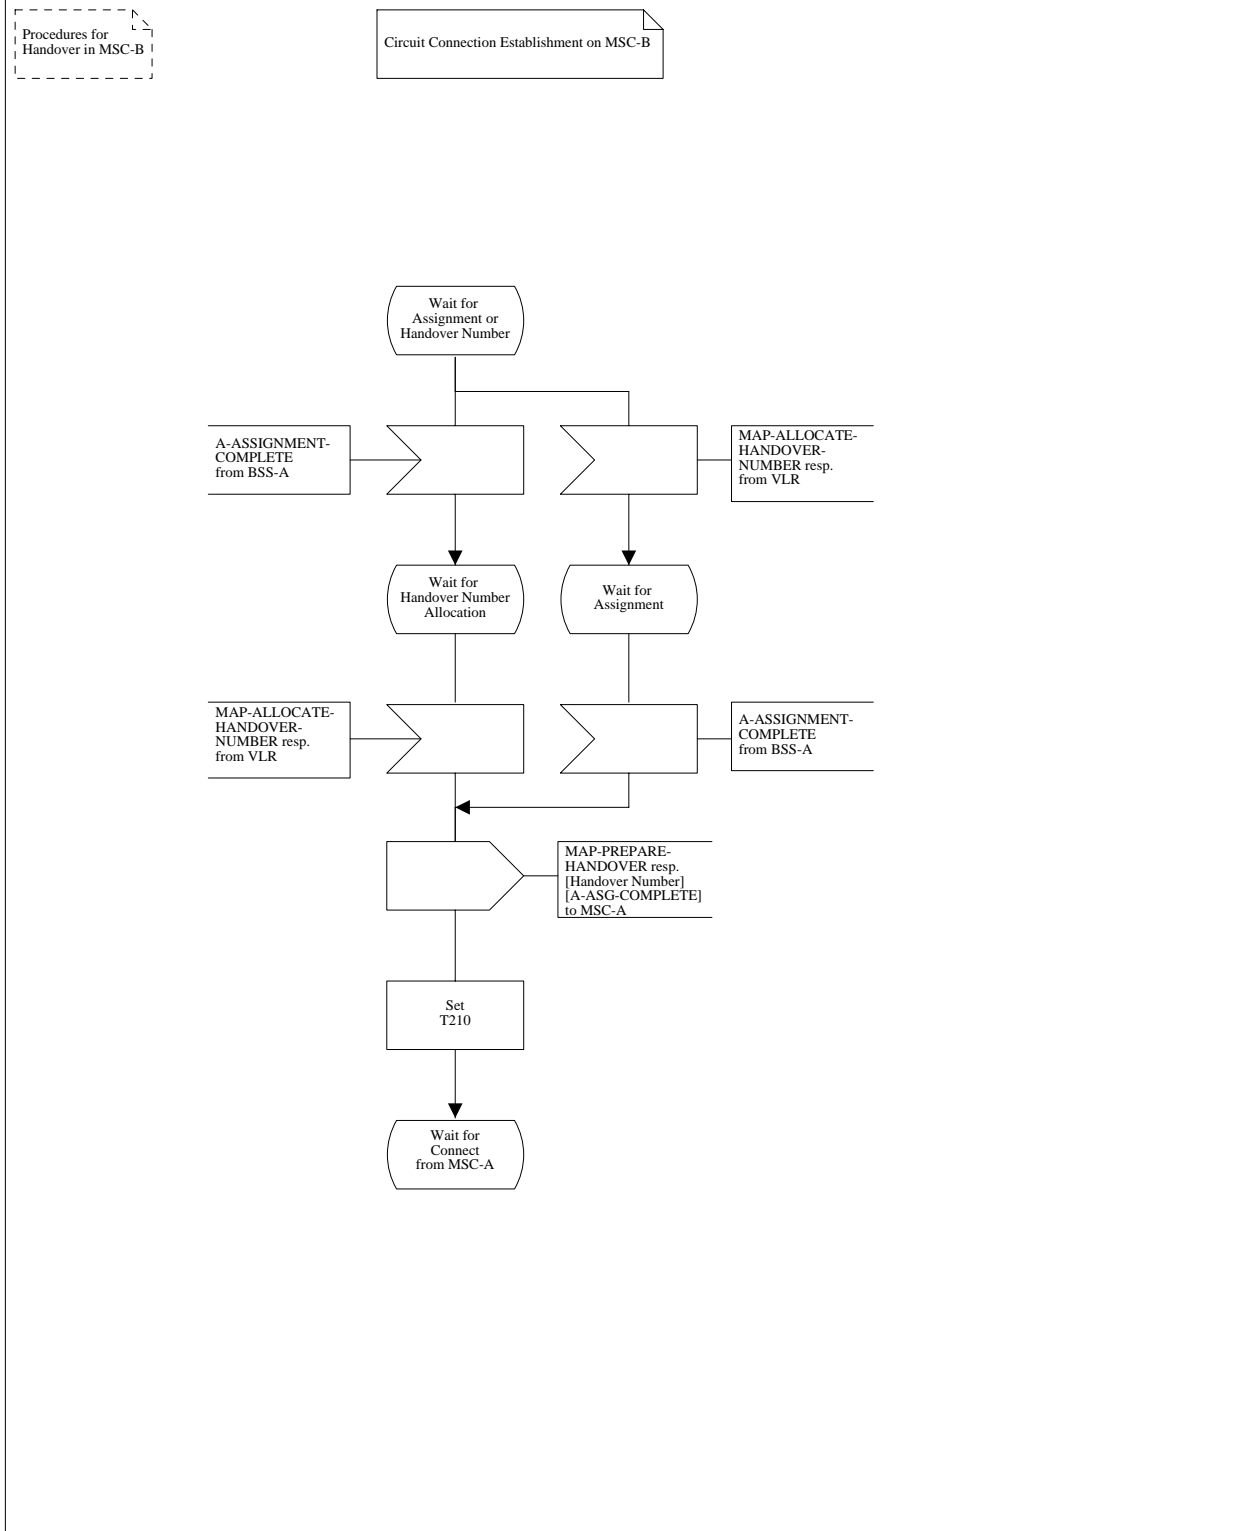 Procedures for
Handover in MSC-B
Circuit Connection Establishment on MSC-B
Wait for
Assignment or
Handover Number
A-ASSIGNMENT-
COMPLETE
from BSS-A
MAP-ALLOCATE-
HANDOVER-
NUMBER resp.
from VLR
Wait for
Handover Number
Allocation
Wait for
Assignment
MAP-ALLOCATE-
HANDOVER-
NUMBER resp.
from VLR
A-ASSIGNMENT-
COMPLETE
from BSS-A
MAP-PREPARE-
HANDOVER resp.
[Handover Number]
[A-ASG-COMPLETE]
to MSC-A
Set
T210
Wait for
Connect
from MSC-A